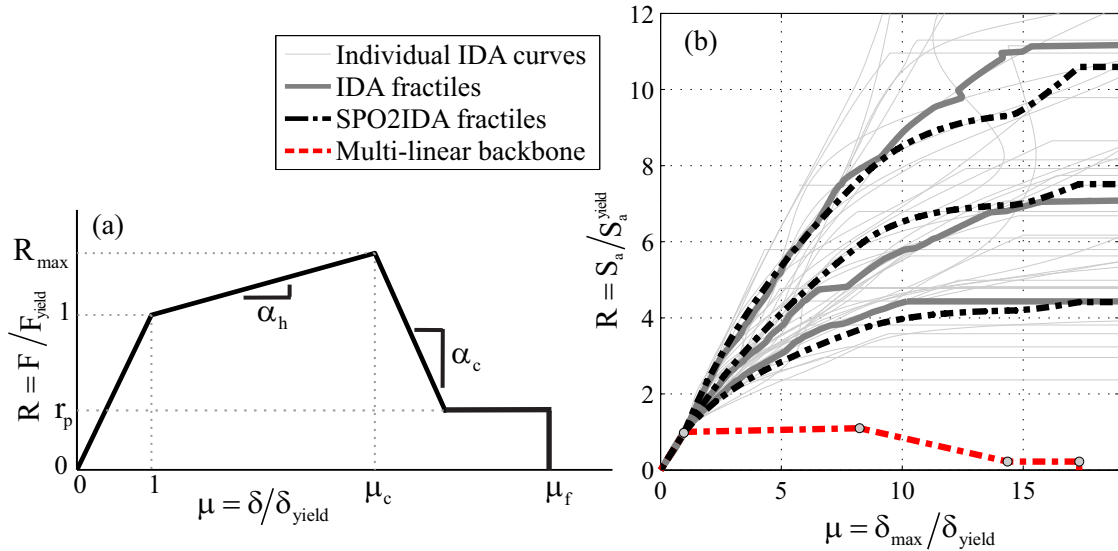 Individual IDA curves
IDA fractiles
SPO2IDA fractiles
Multi-linear backbone
(a)
R = F / F_yield
R_max
1
r_p
0
α_h
α_c
0
1
μ_c
μ_f
μ = δ/δ_yield
(b)
R = S_a/S_a^yield
12
10
8
6
4
2
0
0
5
10
15
μ = δ_max/δ_yield